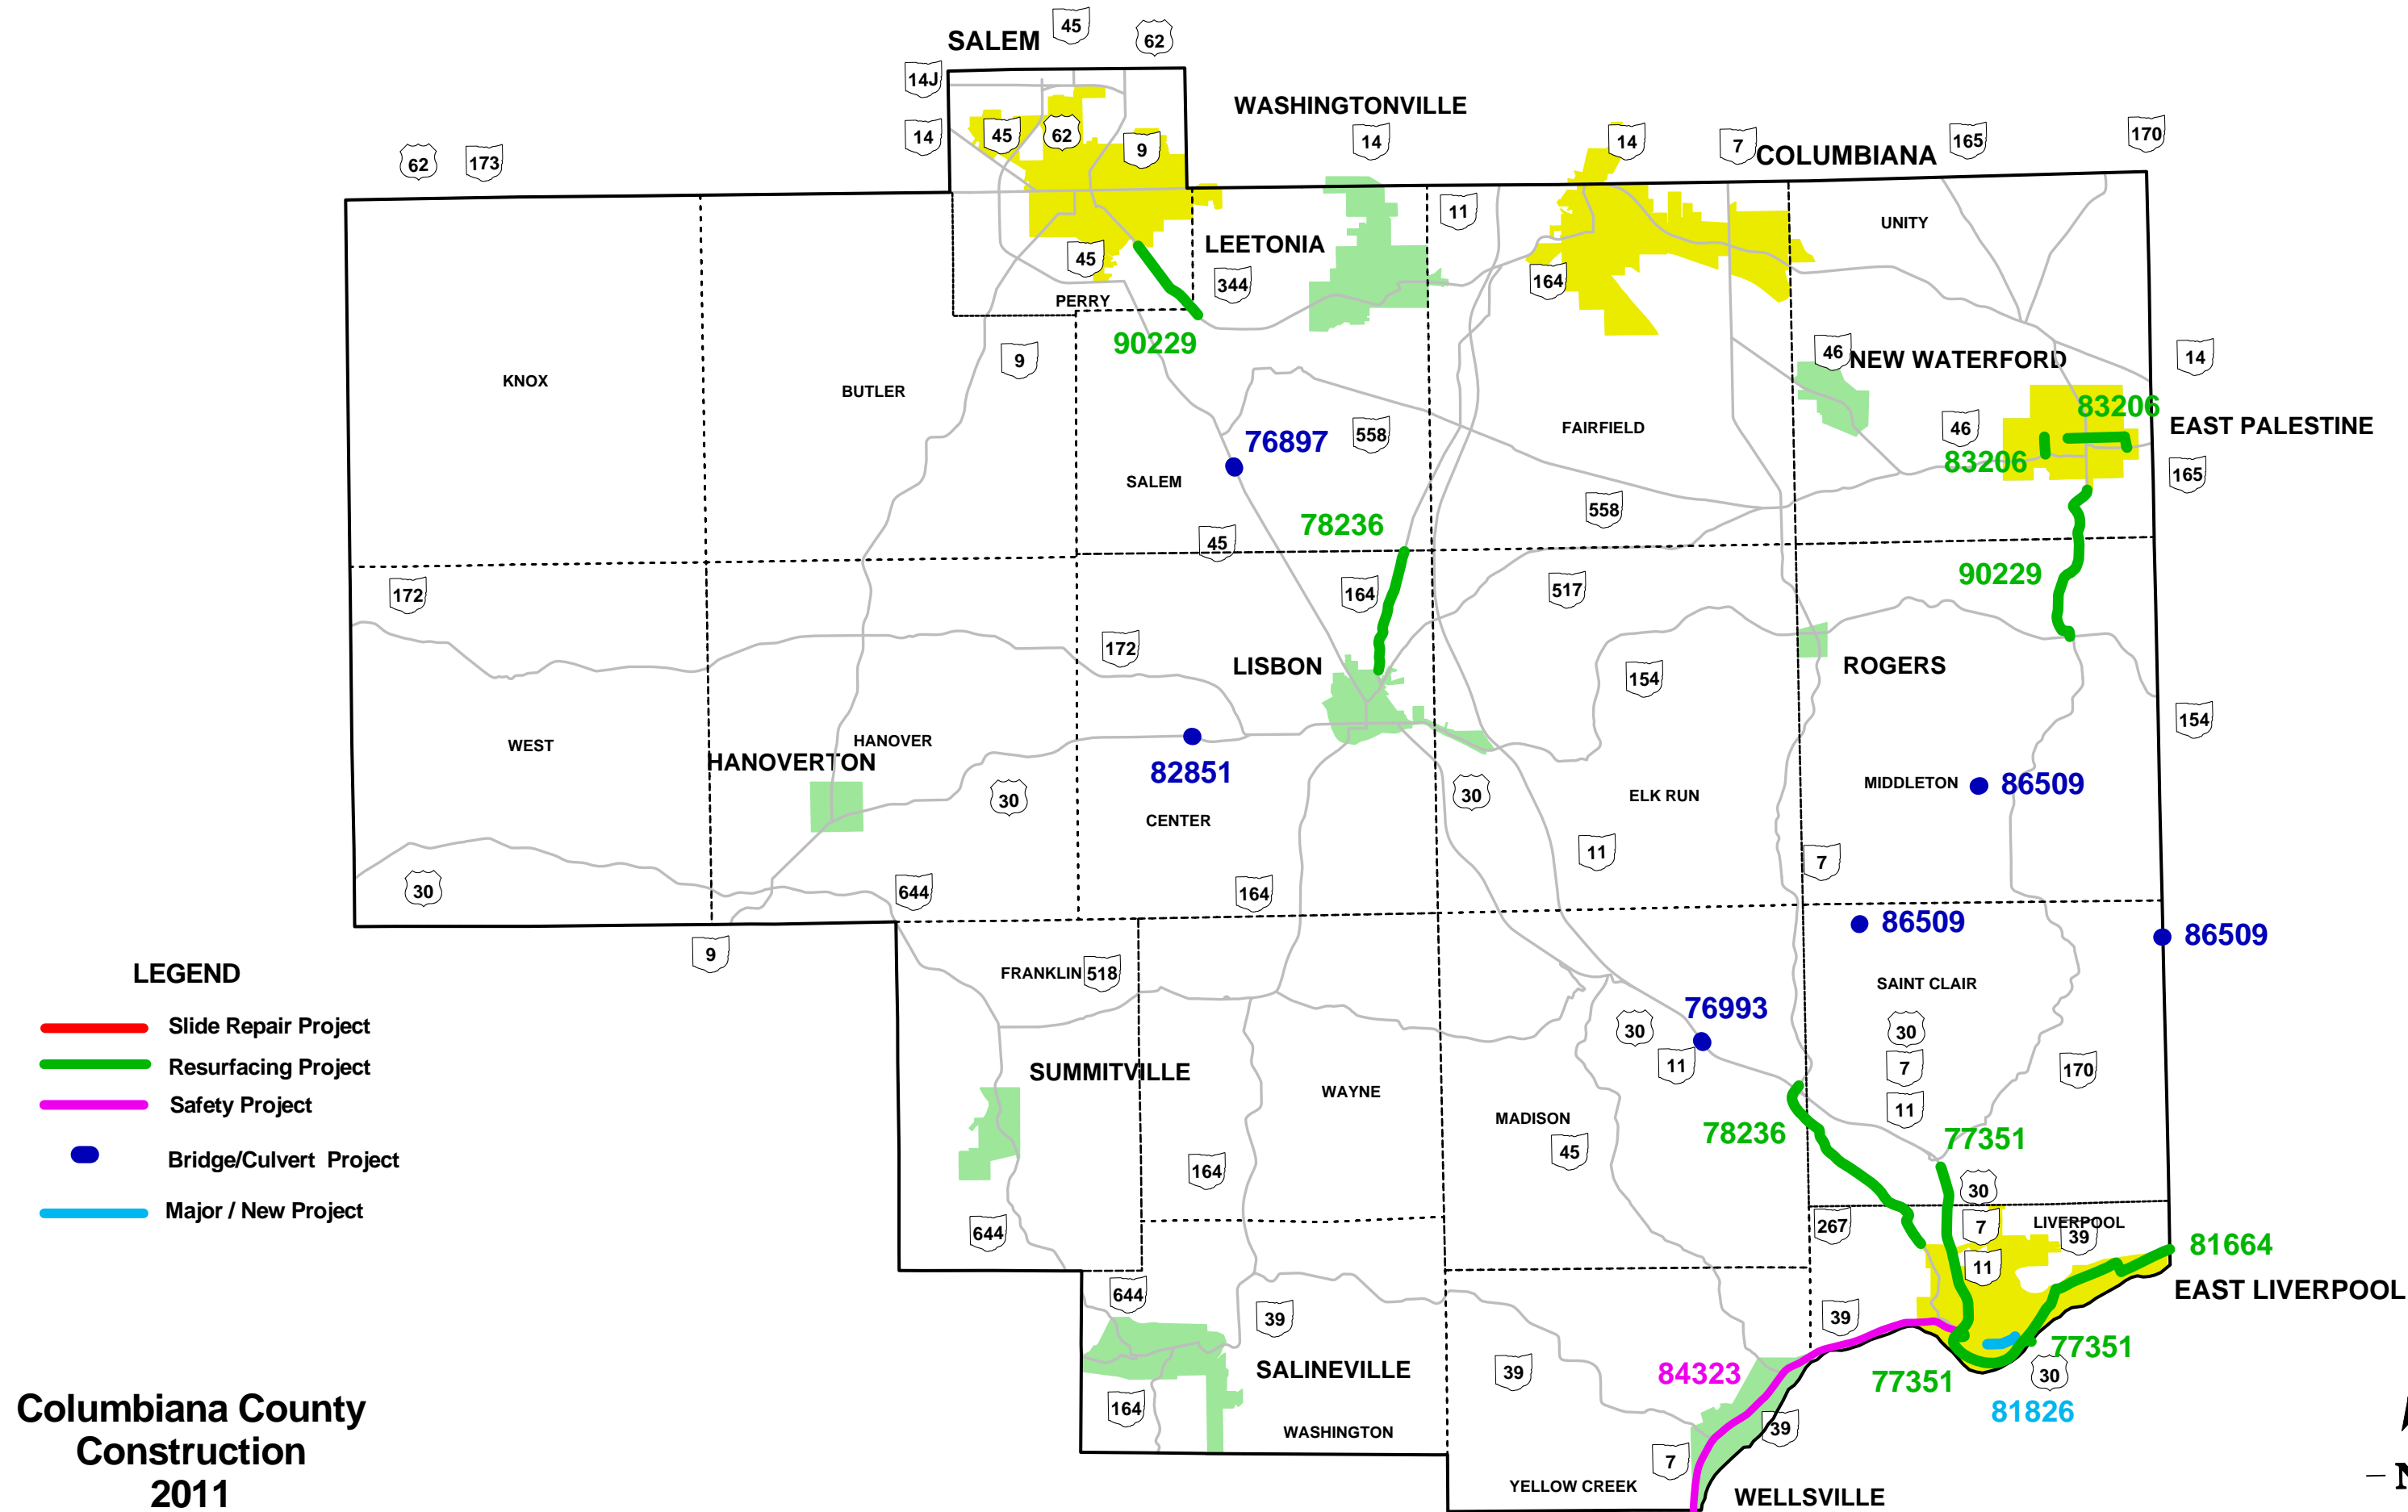 45
62
SALEM
14J
WASHINGTONVILLE
14
45
62
9
14
14
7
COLUMBIANA
165
170
62
173
11
UNITY
LEETONIA
45
344
164
PERRY
90229
9
46
NEW WATERFORD
14
KNOX
BUTLER
83206
76897
558
FAIRFIELD
46
EAST PALESTINE
83206
165
SALEM
558
78236
45
90229
172
164
517
172
LISBON
154
ROGERS
154
WEST
HANOVER
HANOVERTON
82851
30
30
ELK RUN
MIDDLETON
86509
CENTER
11
7
30
644
164
86509
86509
9
FRANKLIN
518
SAINT CLAIR
76993
30
30
11
7
170
SUMMITVILLE
WAYNE
11
MADISON
78236
77351
45
164
30
644
267
7
LIVERPOOL
39
81664
11
EAST LIVERPOOL
644
39
39
77351
SALINEVILLE
39
84323
77351
30
164
81826
WASHINGTON
39
7
YELLOW CREEK
WELLSVILLE
LEGEND
Slide Repair Project
Resurfacing Project
Safety Project
Bridge/Culvert Project
Major / New Project
Columbiana County
Construction
2011
N